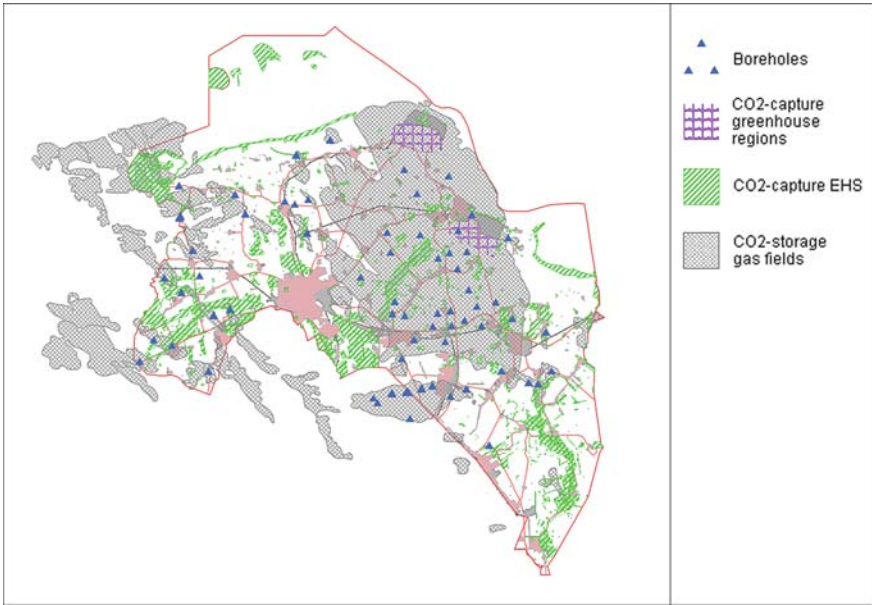 Boreholes
CO2-capture
greenhouse
regions
CO2-capture EHS
CO2-storage
gas fields